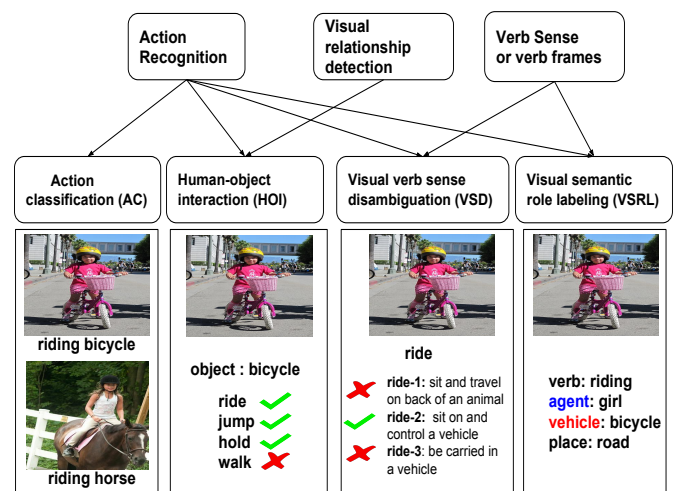 Action
Recognition
Visual
relationship
detection
Verb Sense
or verb frames
Action
classification (AC)
Human-object
interaction (HOI)
Visual verb sense
disambiguation (VSD)
Visual semantic
role labeling (VSRL)
riding bicycle
riding horse
object : bicycle
ride
jump
hold
walk
ride
ride-1: sit and travel
on back of an animal
ride-2: sit on and
control a vehicle
ride-3: be carried in
a vehicle
verb: riding
agent: girl
vehicle: bicycle
place: road